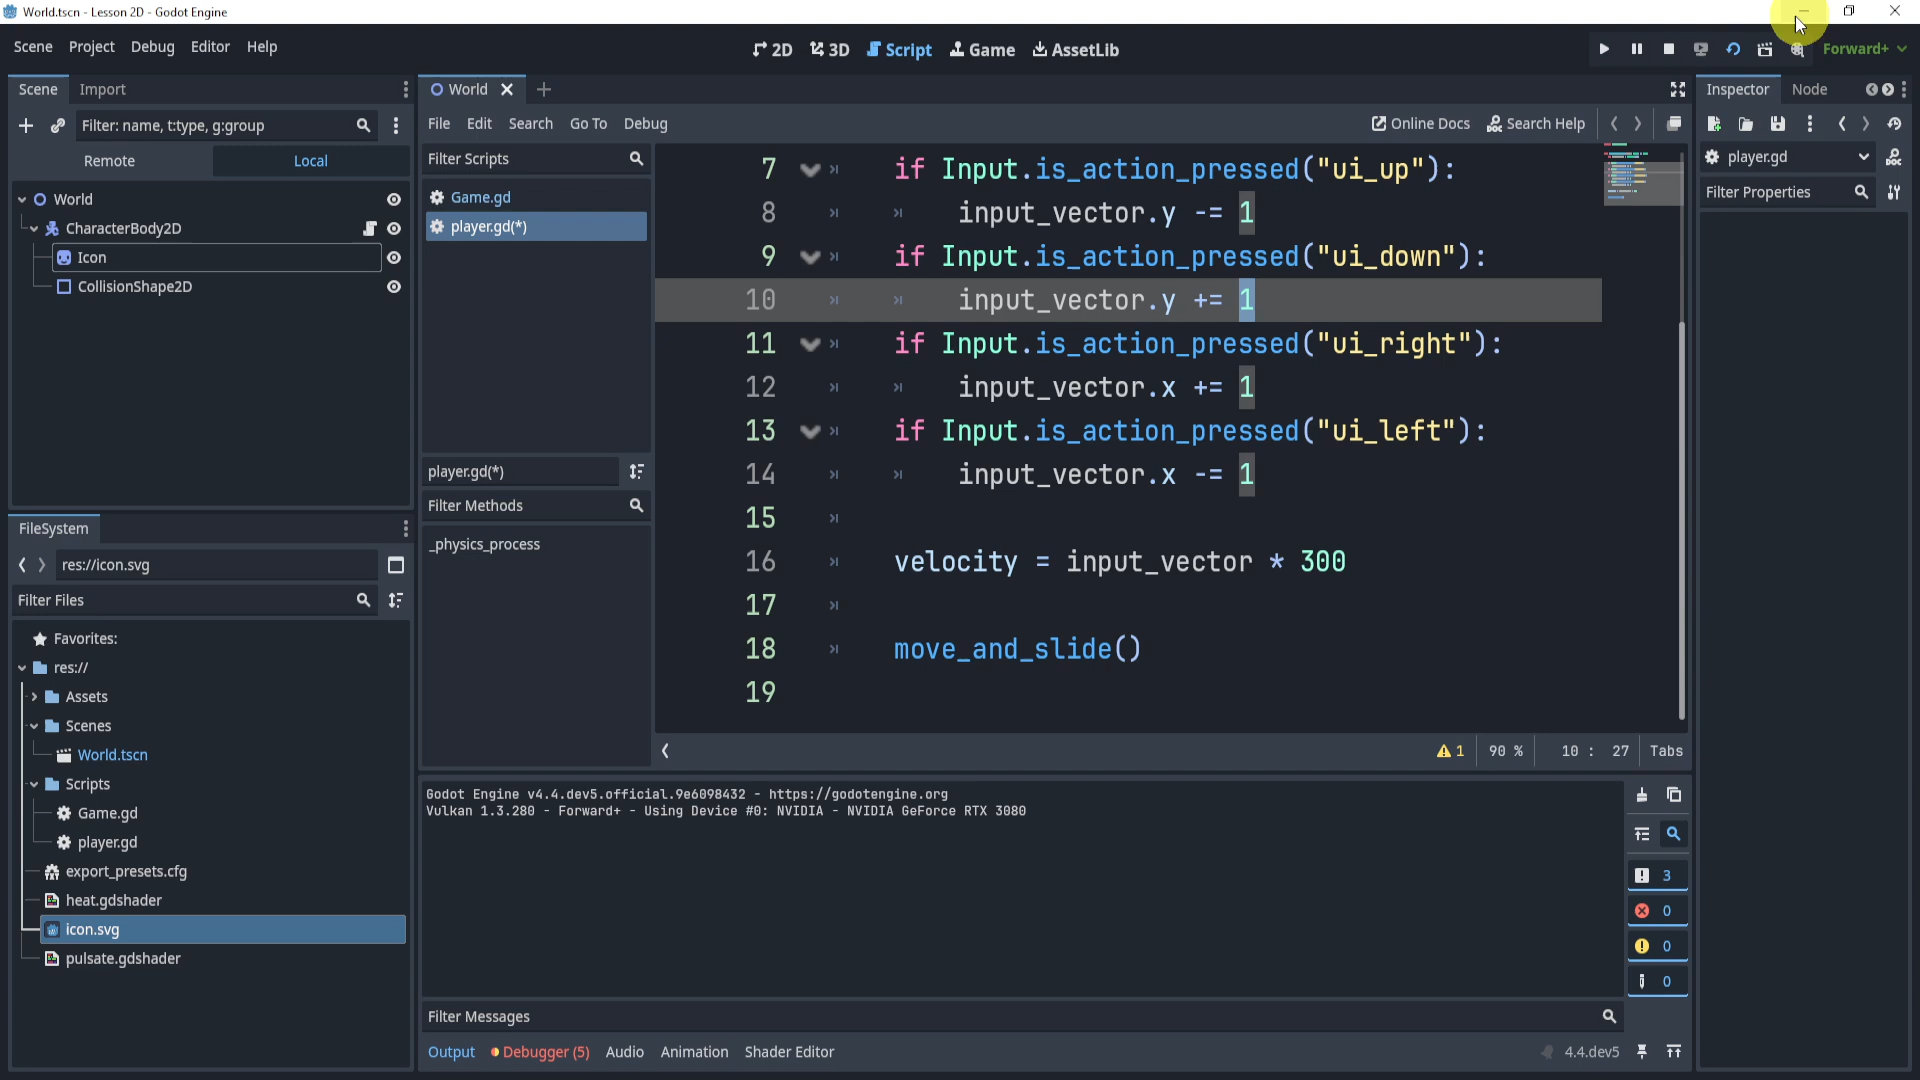 World.tscn - Lesson 2D - Godot Engine
Scene Project Debug Editor Help
2D 3D Script Game AssetLib
Forward+
Scene Import
Filter: name, t:type, g:group
Remote Local
World
CharacterBody2D
Icon
CollisionShape2D
FileSystem
res://icon.svg
Filter Files
Favorites:
res://
Assets
Scenes
World.tscn
Scripts
Game.gd
player.gd
export_presets.cfg
heat.gdshader
icon.svg
pulsate.gdshader
World
File Edit Search Go To Debug
Online Docs Search Help
Filter Scripts
Game.gd
player.gd(*)
player.gd(*)
Filter Methods
_physics_process
7 if Input.is_action_pressed("ui_up"):
8 input_vector.y -= 1
9 if Input.is_action_pressed("ui_down"):
10 input_vector.y += 1
11 if Input.is_action_pressed("ui_right"):
12 input_vector.x += 1
13 if Input.is_action_pressed("ui_left"):
14 input_vector.x -= 1
15
16 velocity = input_vector * 300
17
18 move_and_slide()
19
1 90 % 10 : 27 Tabs
Godot Engine v4.4.dev5.official.9e6098432 - https://godotengine.org
Vulkan 1.3.280 - Forward+ - Using Device #0: NVIDIA - NVIDIA GeForce RTX 3080
3
0
0
0
Filter Messages
Output Debugger (5) Audio Animation Shader Editor
4.4.dev5
Inspector Node
player.gd
Filter Properties